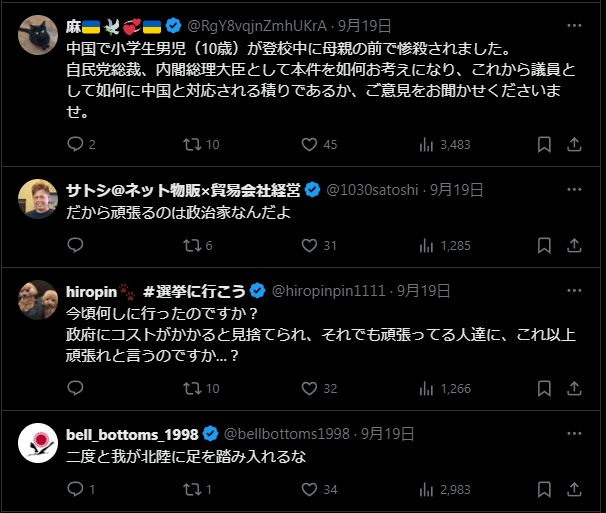 麻🇺🇦🕊💞🇺🇦 @RgY8vqjnZmhUKrA · 9月19日
中国で小学生男児（10歳）が登校中に母親の前で惨殺されました。
自民党総裁、内閣総理大臣として本件を如何お考えになり、これから議員と
して如何に中国と対応される積りであるか、ご意見をお聞かせくださいま
せ。
2 10 45 3,483
サトシ@ネット物販×貿易会社経営 @1030satoshi · 9月19日
だから頑張るのは政治家なんだよ
6 31 1,285
hiropin🐾 ＃選挙に行こう @hiropinpin1111 · 9月19日
今頃何しに行ったのですか？
政府にコストがかかると見捨てられ、それでも頑張ってる人達に、これ以上
頑張れと言うのですか...？
10 32 1,266
bell_bottoms_1998 @bellbottoms1998 · 9月19日
二度と我が北陸に足を踏み入れるな
1 1 34 2,983